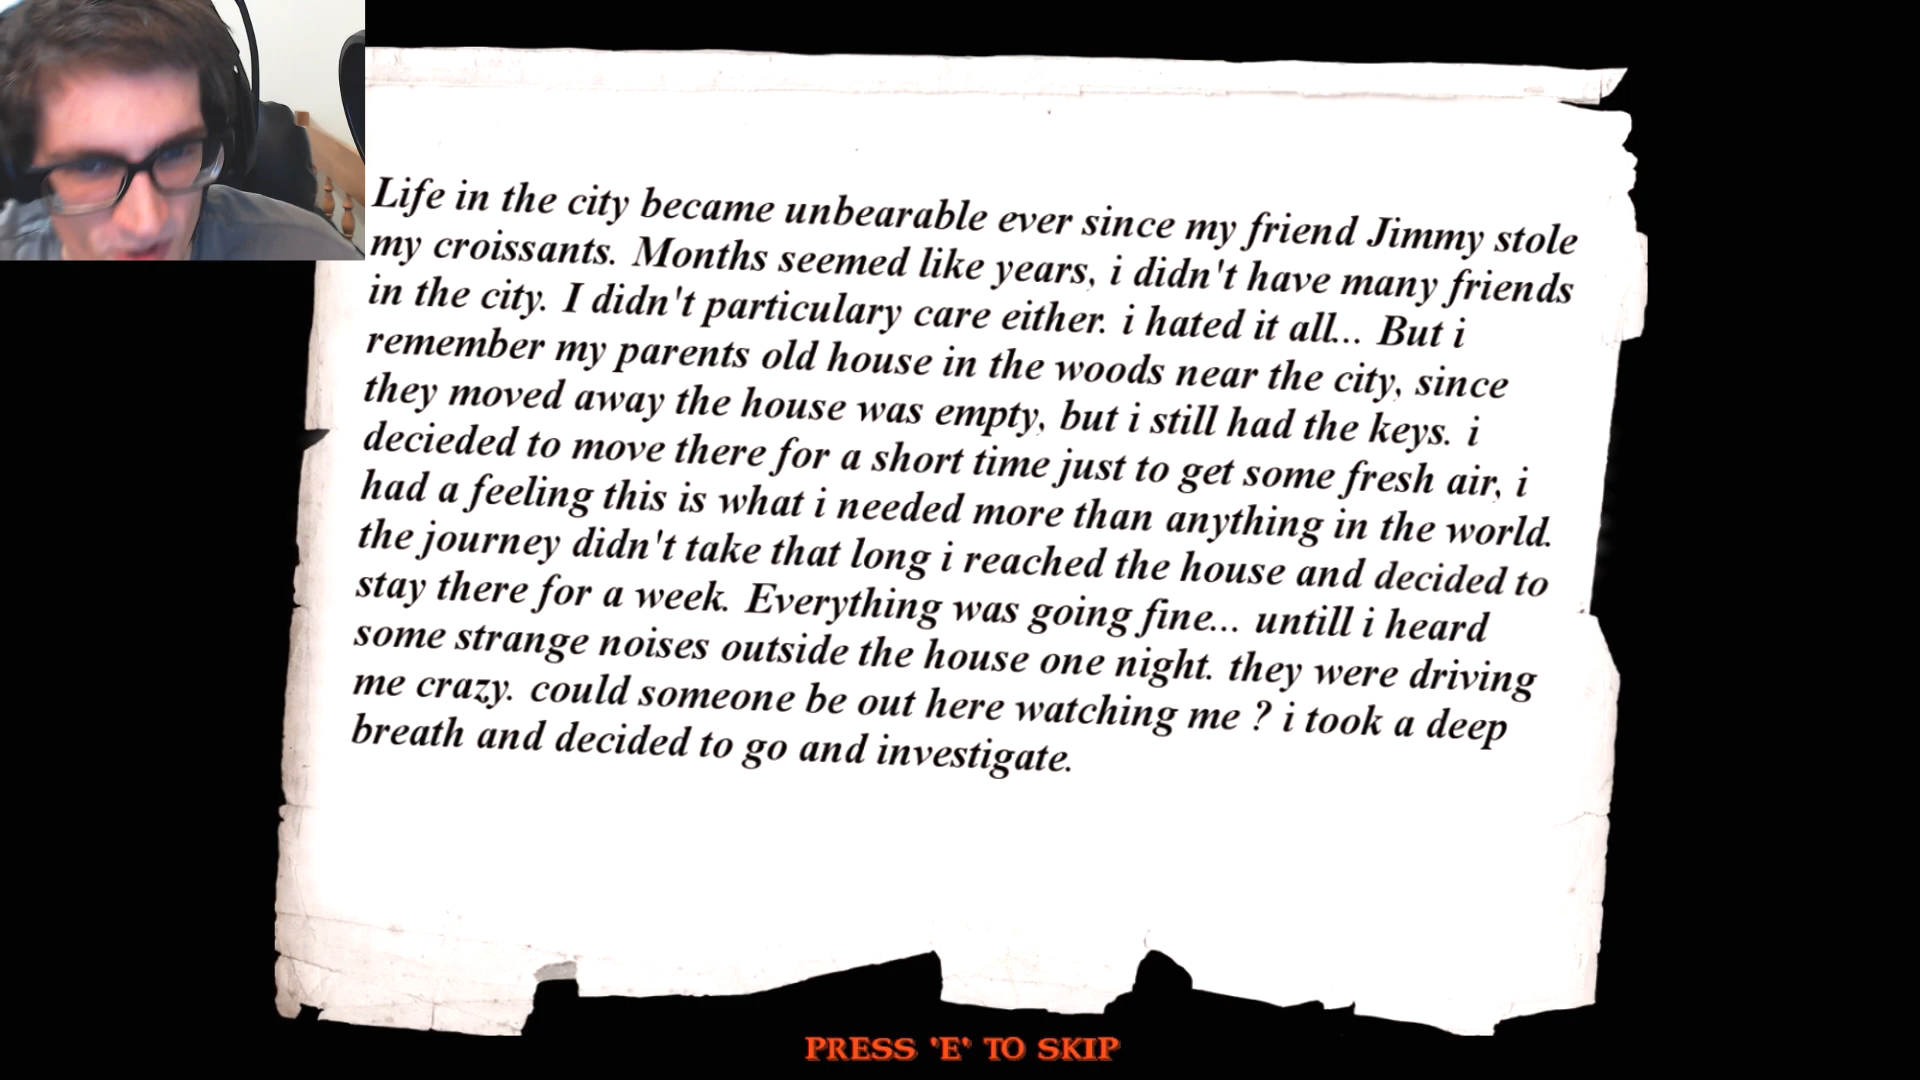 Life in the city became unbearable ever since my friend Jimmy stole
my croissants. Months seemed like years, i didn't have many friends
in the city. I didn't particulary care either. i hated it all... But i
remember my parents old house in the woods near the city, since
they moved away the house was empty, but i still had the keys. i
decieded to move there for a short time just to get some fresh air, i
had a feeling this is what i needed more than anything in the world.
the journey didn't take that long i reached the house and decided to
stay there for a week. Everything was going fine... untill i heard
some strange noises outside the house one night. they were driving
me crazy. could someone be out here watching me ? i took a deep
breath and decided to go and investigate.
PRESS 'E' TO SKIP